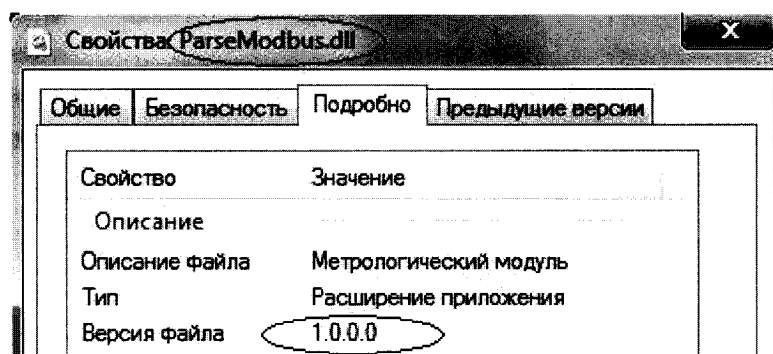 Свойства: ParseModbus.dll
X
Общие Безопасность Подробно Предыдущие версии
Свойство Значение
Описание
Описание файла Метрологический модуль
Тип Расширение приложения
Версия файла 1.0.0.0